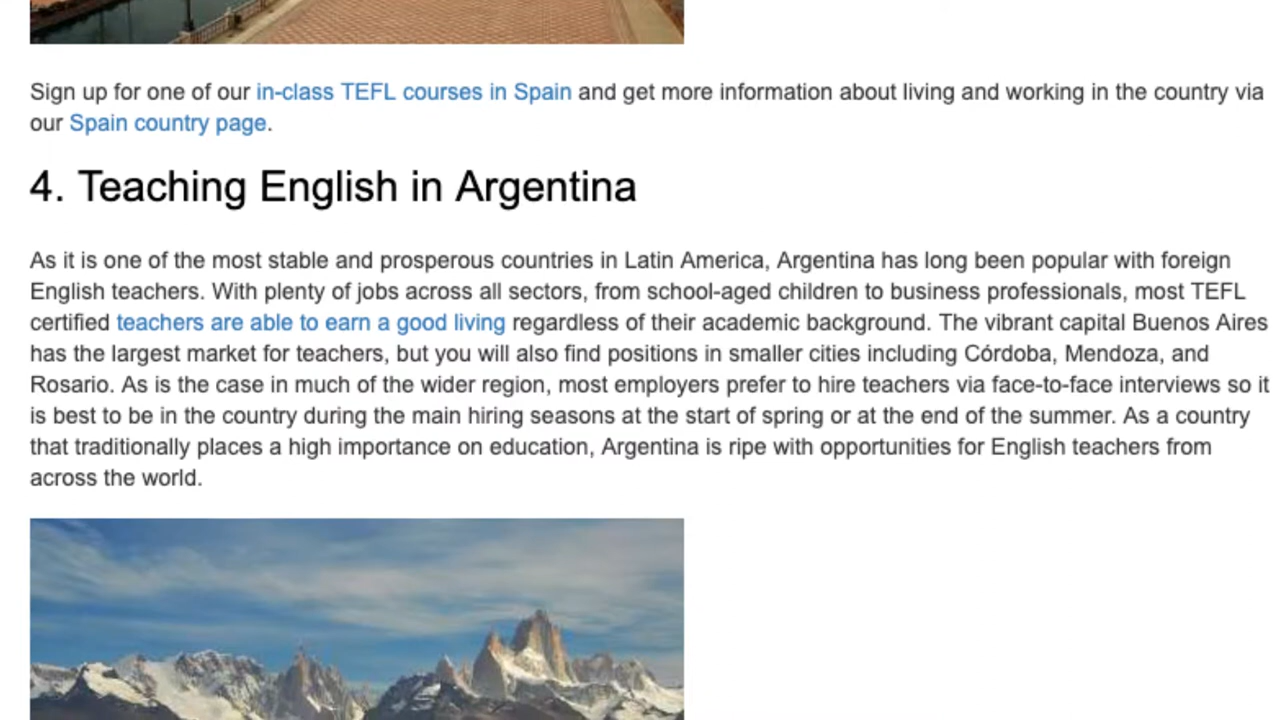 Sign up for one of our in-class TEFL courses in Spain and get more information about living and working in the country via
our Spain country page.
4. Teaching English in Argentina
As it is one of the most stable and prosperous countries in Latin America, Argentina has long been popular with foreign
English teachers. With plenty of jobs across all sectors, from school-aged children to business professionals, most TEFL
certified teachers are able to earn a good living regardless of their academic background. The vibrant capital Buenos Aires
has the largest market for teachers, but you will also find positions in smaller cities including Córdoba, Mendoza, and
Rosario. As is the case in much of the wider region, most employers prefer to hire teachers via face-to-face interviews so it
is best to be in the country during the main hiring seasons at the start of spring or at the end of the summer. As a country
that traditionally places a high importance on education, Argentina is ripe with opportunities for English teachers from
across the world.